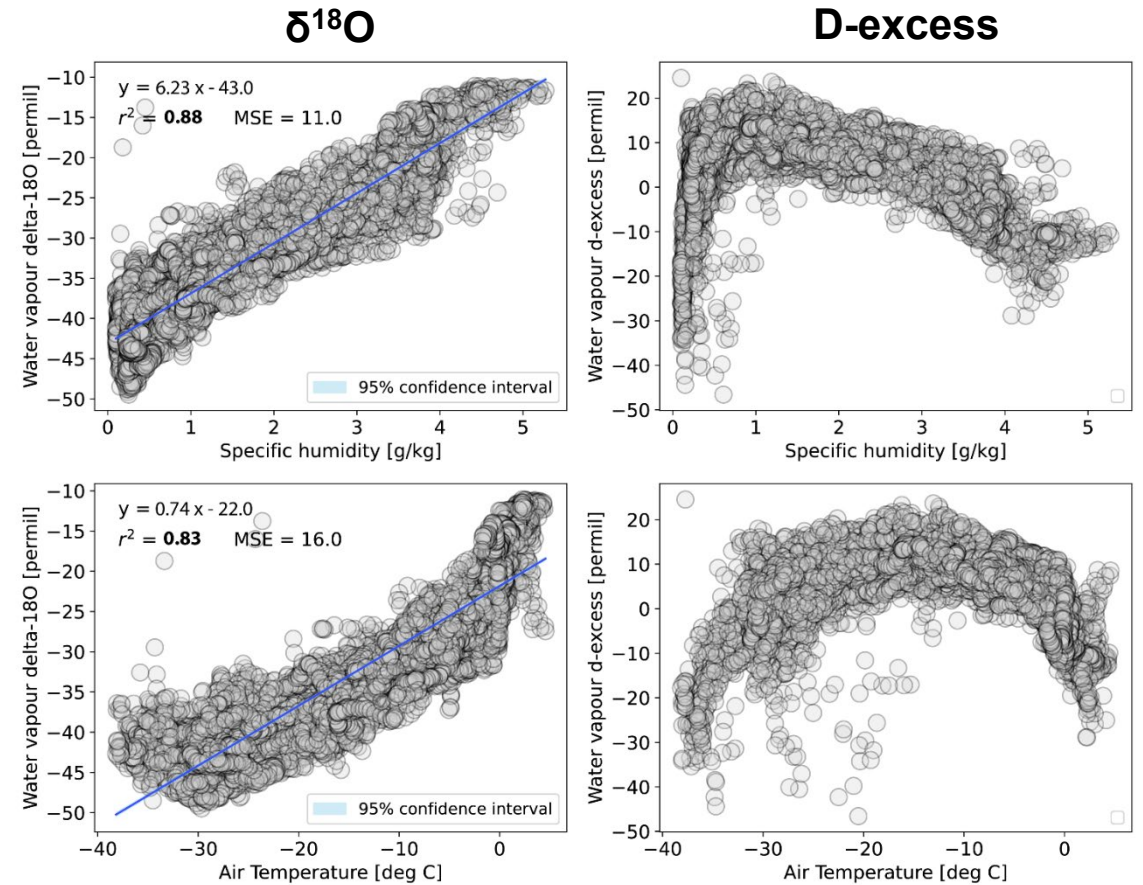 δ18O
D-excess
y = 6.23 x - 43.0
r2 = 0.88 MSE = 11.0
−10
−15
−20
−25
−30
−35
−40
−45
−50
Water vapour delta-18O [permil]
95% confidence interval
0 1 2 3 4 5
Specific humidity [g/kg]
20
10
0
−10
−20
−30
−40
−50
Water vapour d-excess [permil]
0 1 2 3 4 5
Specific humidity [g/kg]
y = 0.74 x - 22.0
r2 = 0.83 MSE = 16.0
−10
−15
−20
−25
−30
−35
−40
−45
−50
Water vapour delta-18O [permil]
95% confidence interval
−40 −30 −20 −10 0
Air Temperature [deg C]
20
10
0
−10
−20
−30
−40
−50
Water vapour d-excess [permil]
−40 −30 −20 −10 0
Air Temperature [deg C]